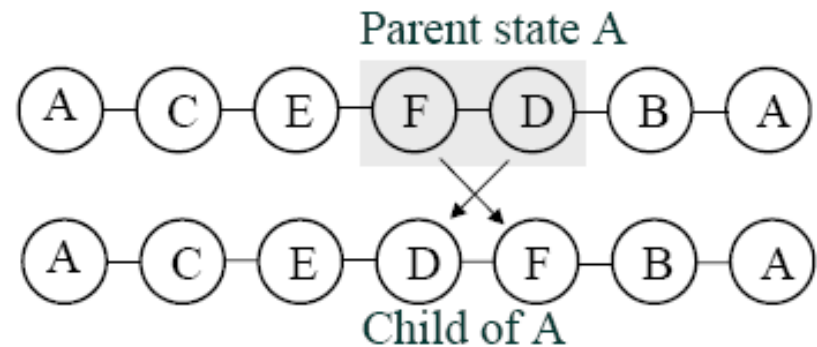 Parent state A
A C E F D B A
A C E D F B A
Child of A